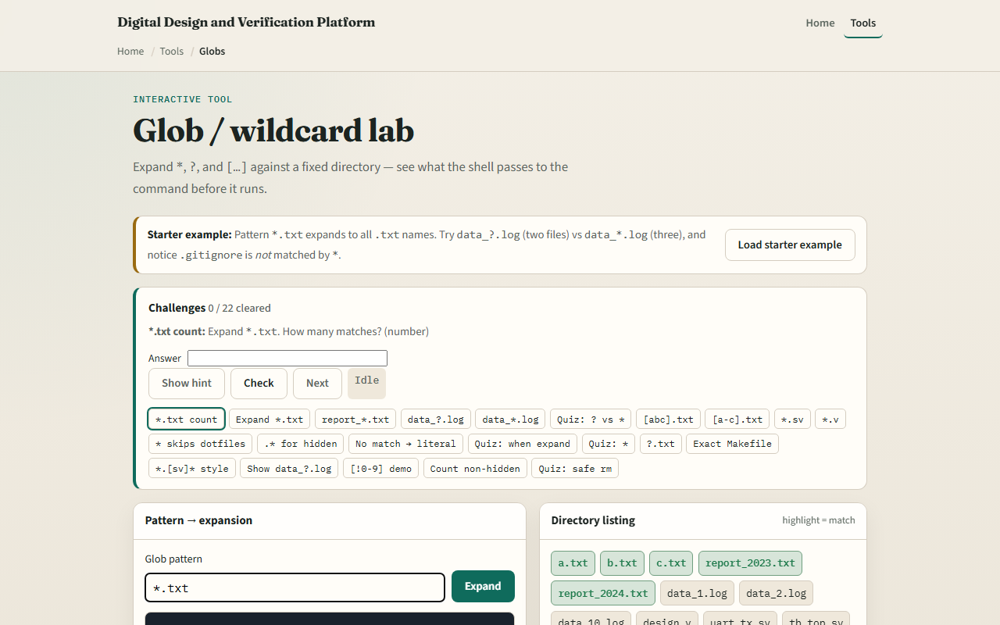 Digital Design and Verification Platform
Home
Tools
Home / Tools / Globs
INTERACTIVE TOOL
Glob / wildcard lab
Expand *, ?, and […] against a fixed directory — see what the shell passes to the
command before it runs.
Starter example: Pattern *.txt expands to all .txt names. Try data_?.log (two files) vs data_*.log (three), and
notice .gitignore is not matched by *.
Load starter example
Challenges 0 / 22 cleared
*.txt count: Expand *.txt. How many matches? (number)
Answer
Show hint
Check
Next
Idle
*.txt count
Expand *.txt
report_*.txt
data_?.log
data_*.log
Quiz: ? vs *
[abc].txt
[a-c].txt
*.sv
*.v
* skips dotfiles
.* for hidden
No match → literal
Quiz: when expand
Quiz: *
?.txt
Exact Makefile
*.[sv]* style
Show data_?.log
[!0-9] demo
Count non-hidden
Quiz: safe rm
Pattern → expansion
Glob pattern
*.txt
Expand
Directory listing
highlight = match
a.txt
b.txt
c.txt
report_2023.txt
report_2024.txt
data_1.log
data_2.log
data_10.log
design.v
uart_tx.sv
tb_top.sv